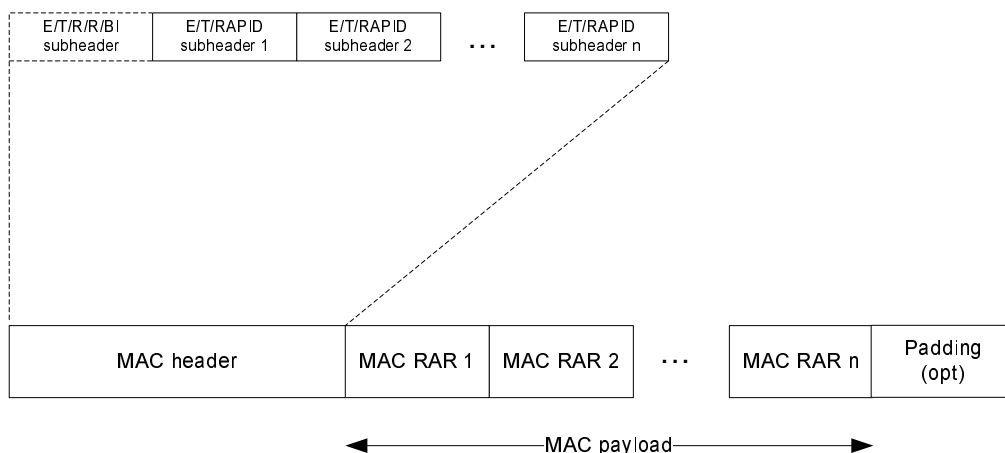 E/T/R/R/BI
subheader
E/T/RAPID
subheader 1
E/T/RAPID
subheader 2
...
E/T/RAPID
subheader n
MAC header
MAC RAR 1
MAC RAR 2
...
MAC RAR n
Padding
(opt)
MAC payload